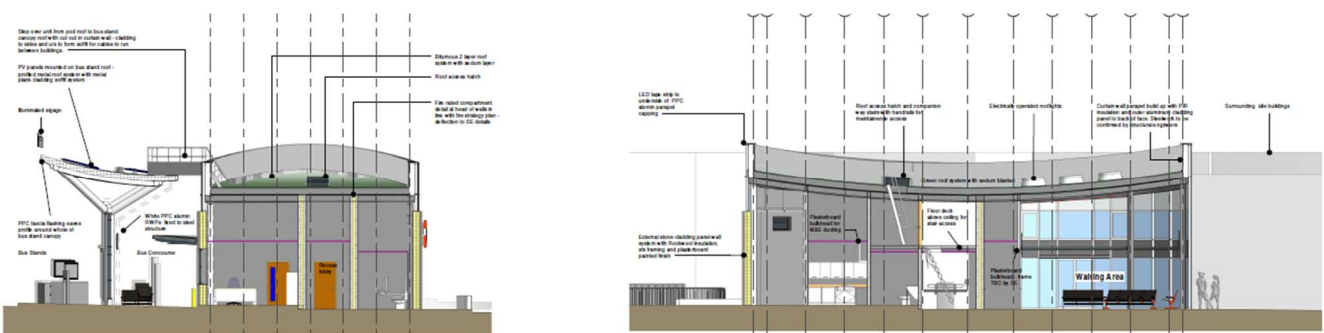 Step over unit from pod roof to bus stand
canopy roof with cut out in curtain wall - cladding
to sides and u/s to form soffit for cables to run
between buildings.
PV panels mounted on bus stand roof -
profiled metal roof system with metal
plank cladding soffit system
Illuminated signage
PPC fascia flashing eaves
profile around whole of
bus stand canopy
White PPC alumin
RWPs fixed to steel
structure
Bus Stands
Bus Concourse
Bitumous 2 layer roof
system with sedum layer
Roof access hatch
Fire rated compartment
detail at head of walls in
line with fire strategy plan -
deflection to SE details
lobby
LED tape strip to
underside of PPC
alumin parapet
capping
Roof access hatch and companion
way stairs with handrails for
maintainence access
Electrically operated rooflights
Curtain wall parapet build up with PIR
insulation and outer aluminium cladding
panel to back of face. Steelwork to be
confirmed by structural engineers
Surrounding site buildings
Green roof system with sedum blanket
External stone cladding panel wall
system with Rockwool insulation,
sfs framing and plasterboard
painted finish
Plasterboard
bulkhead for
M&E ducting
Floor deck
above ceiling for
stair access
Plasterboard
bulkhead - frame
TBC by SE
Waiting Area